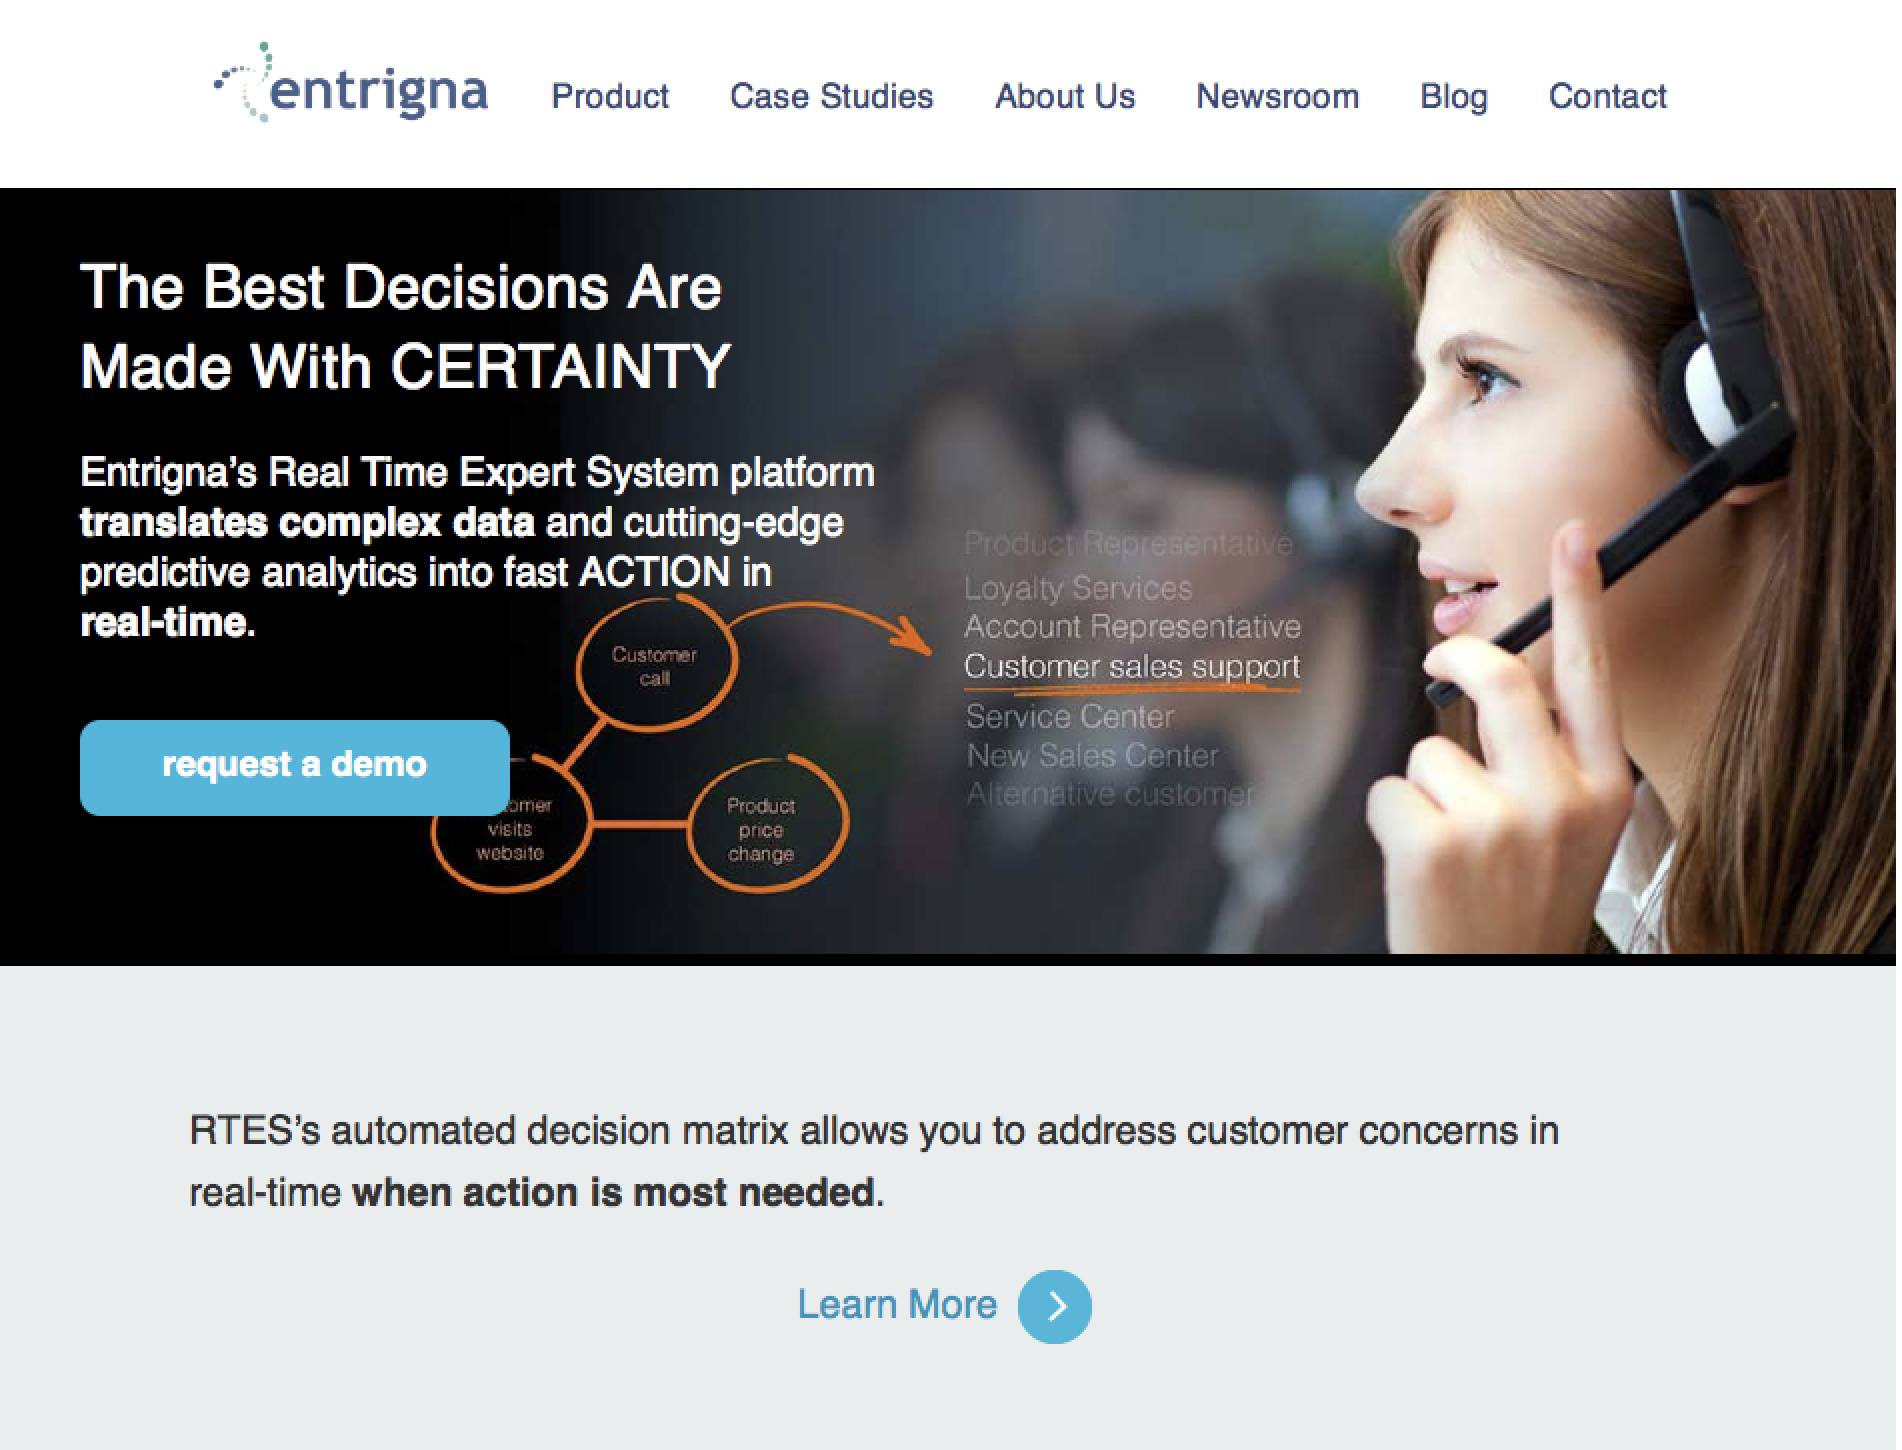 entrigna
Product
Case Studies
About Us
Newsroom
Blog
Contact
The Best Decisions Are
Made With CERTAINTY
Entrigna’s Real Time Expert System platform
translates complex data and cutting-edge
predictive analytics into fast ACTION in
real-time.
request a demo
Customer
call
omer
visits
website
Product
price
change
Product Representative
Loyalty Services
Account Representative
Customer sales support
Service Center
New Sales Center
Alternative customer
RTES’s automated decision matrix allows you to address customer concerns in
real-time when action is most needed.
Learn More